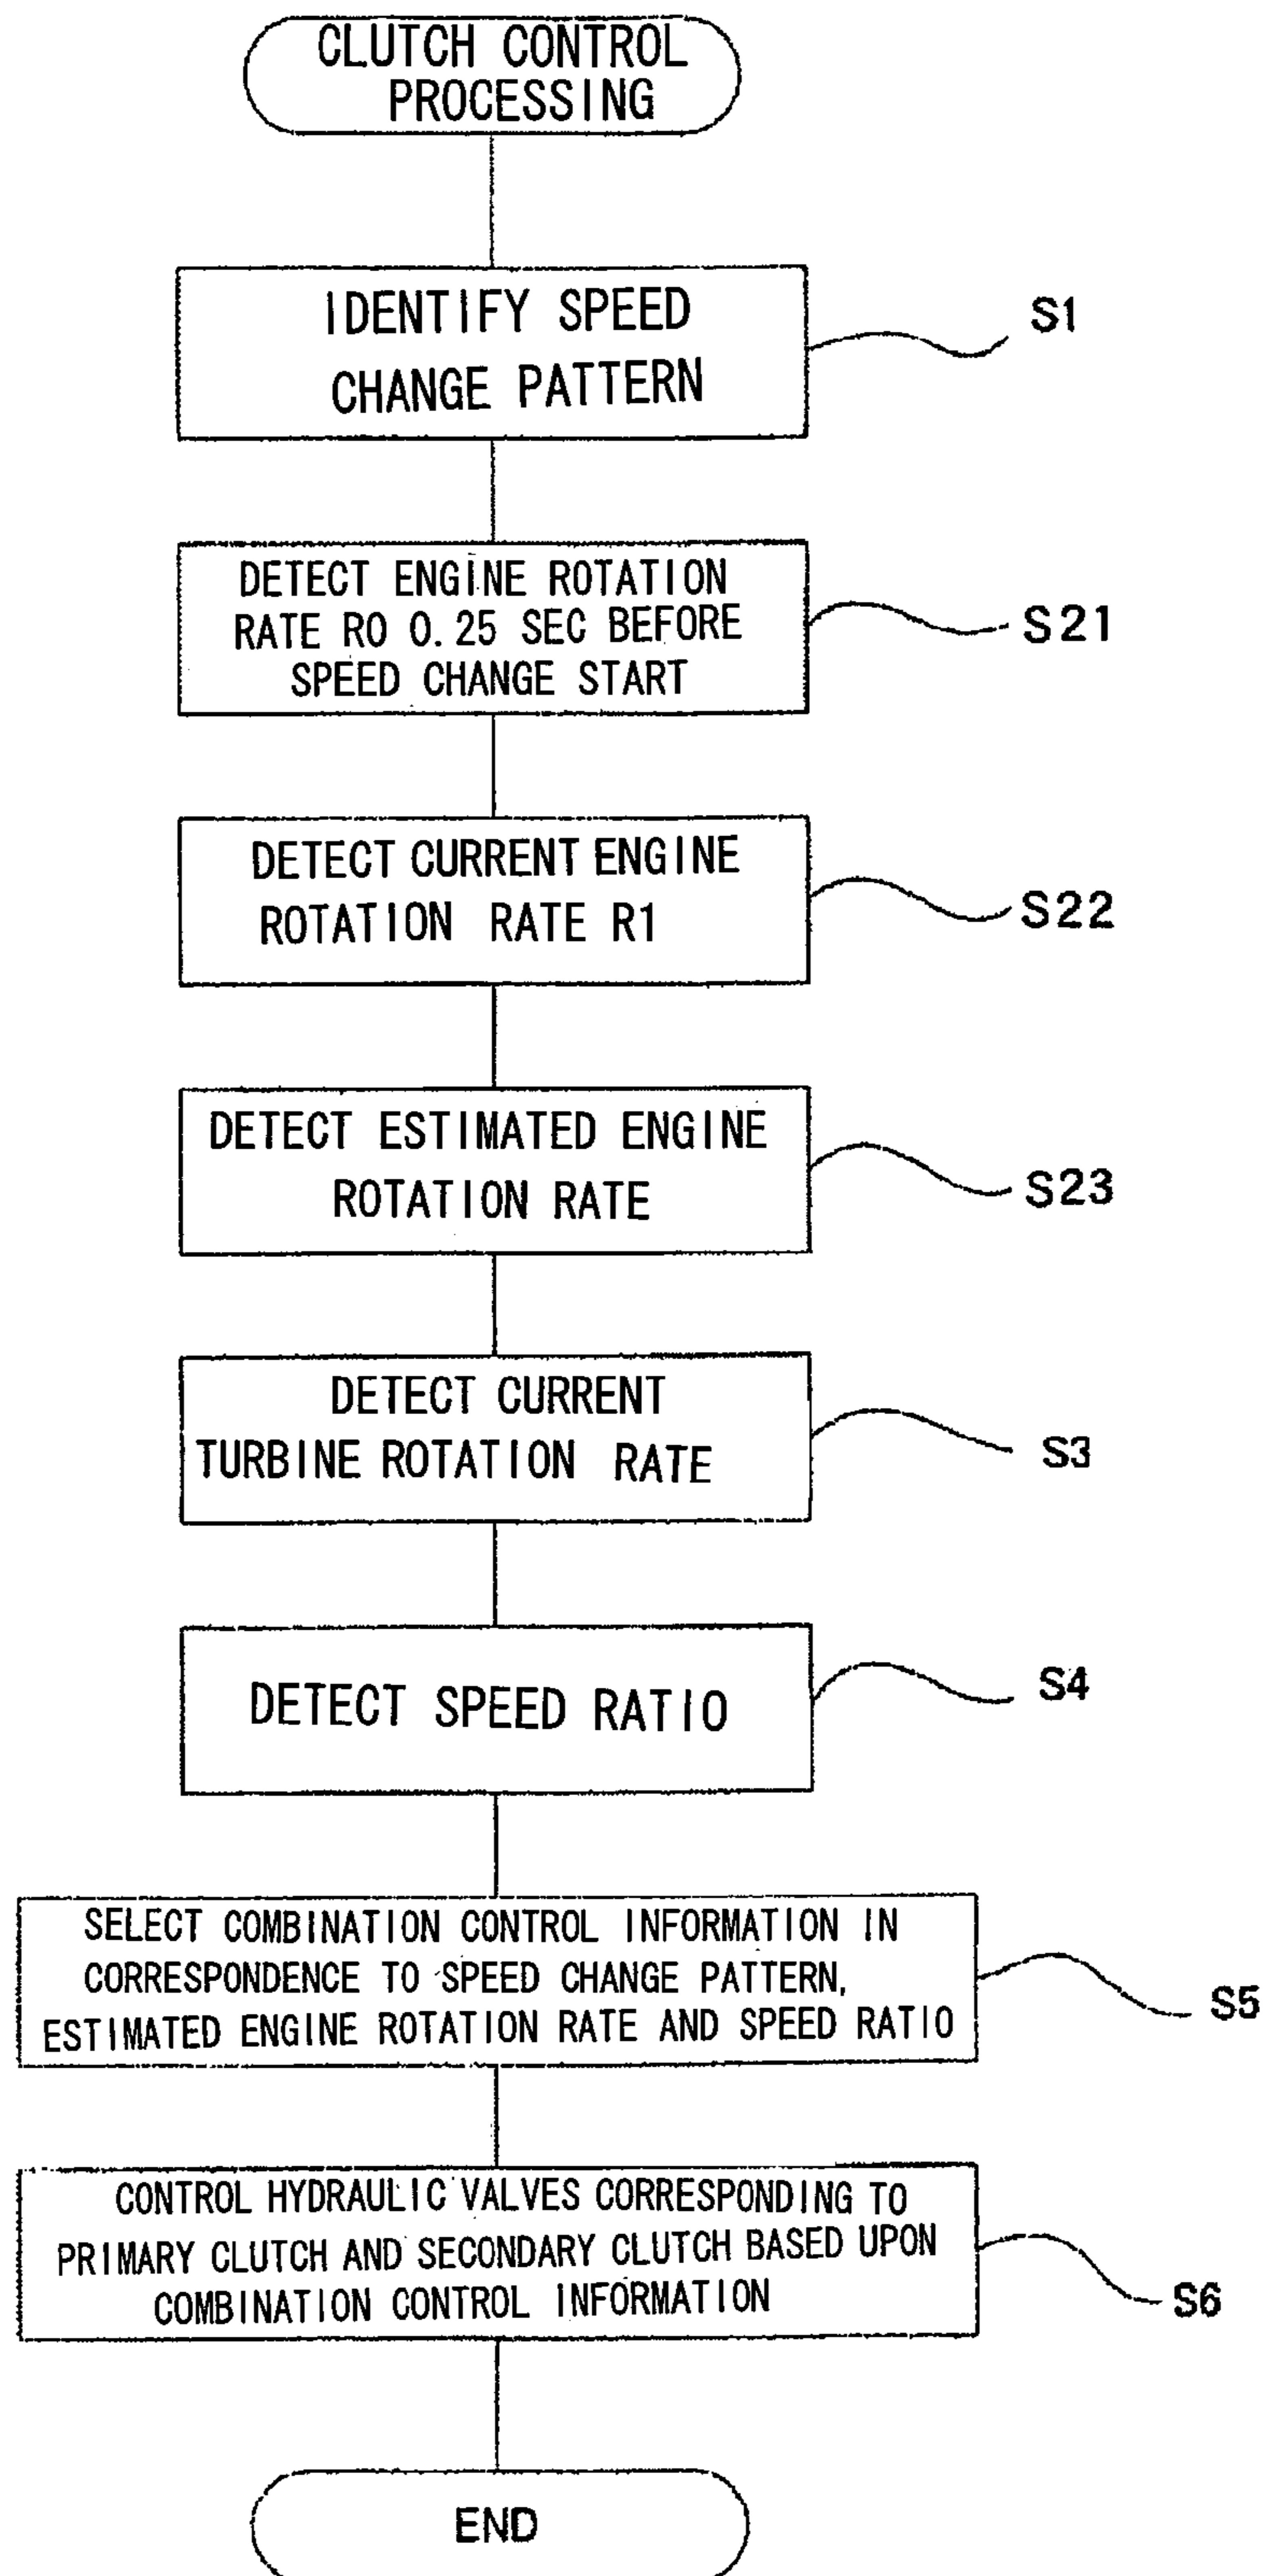 CLUTCH CONTROL
PROCESSING
IDENTIFY SPEED
CHANGE PATTERN
S1
DETECT ENGINE ROTATION
RATE R0 0.25 SEC BEFORE
SPEED CHANGE START
S21
DETECT CURRENT ENGINE
ROTATION RATE R1
S22
DETECT ESTIMATED ENGINE
ROTATION RATE
S23
DETECT CURRENT
TURBINE ROTATION RATE
S3
DETECT SPEED RATIO
S4
SELECT COMBINATION CONTROL INFORMATION IN
CORRESPONDENCE TO SPEED CHANGE PATTERN,
ESTIMATED ENGINE ROTATION RATE AND SPEED RATIO
S5
CONTROL HYDRAULIC VALVES CORRESPONDING TO
PRIMARY CLUTCH AND SECONDARY CLUTCH BASED UPON
COMBINATION CONTROL INFORMATION
S6
END